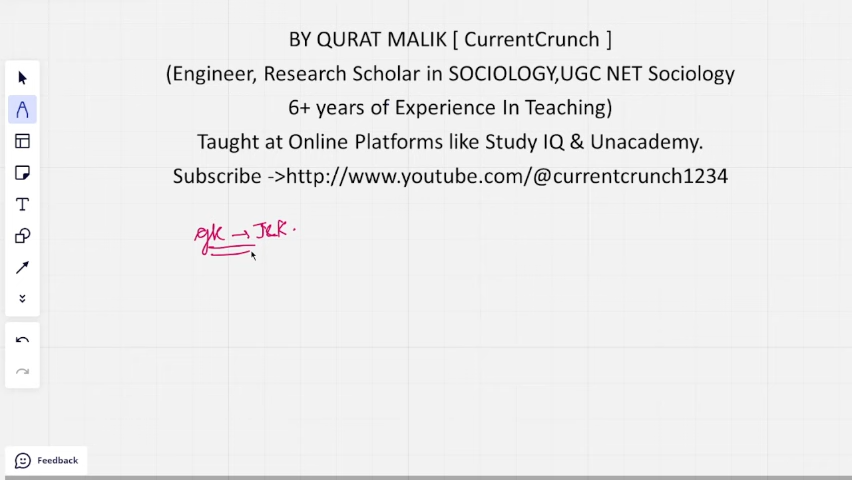 BY QURAT MALIK [ CurrentCrunch ]
(Engineer, Research Scholar in SOCIOLOGY,UGC NET Sociology
6+ years of Experience In Teaching)
Taught at Online Platforms like Study IQ & Unacademy.
Subscribe ->http://www.youtube.com/@currentcrunch1234
gk → J&K.
Feedback